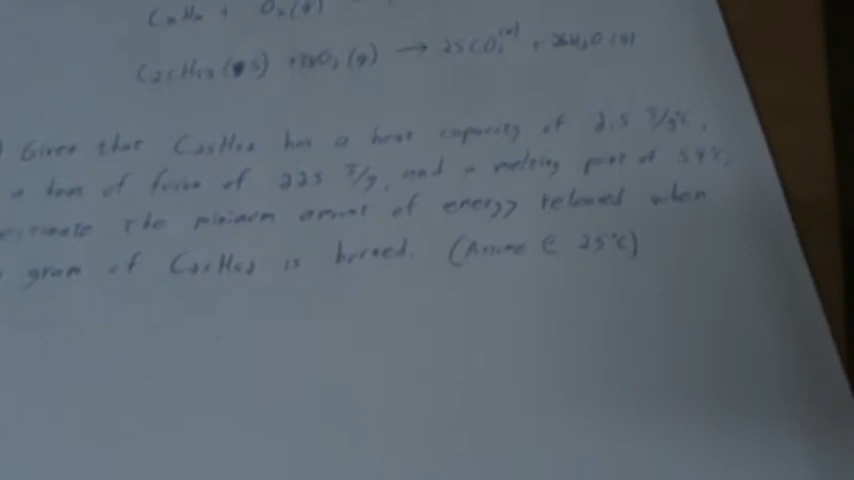 CnHn + O2(g)
C25H52(s) + 38O2(g) → 25CO2(g) + 26H2O(g)
Given that C25H52 has a heat capacity of 2.5 J/g°C,
a heat of fusion of 225 J/g, and a melting point of 54°C,
estimate the minimum amount of energy released when
gram of C25H52 is burned. (Assume @ 25°C)